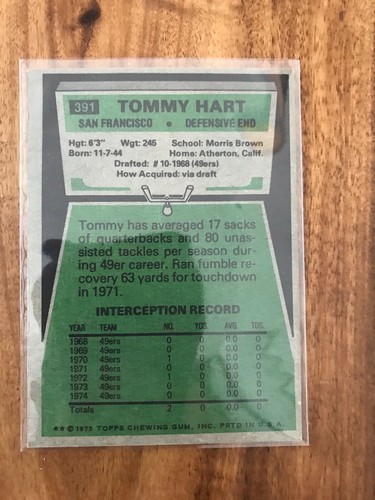 391 TOMMY HART
SAN FRANCISCO • DEFENSIVE END
Hgt: 6'3" Wgt: 245 School: Morris Brown
Born: 11-7-44 Home: Atherton, Calif.
Drafted: #10-1968 (49ers)
How Acquired: via draft
Tommy has averaged 17 sacks
of quarterbacks and 80 unas-
sisted tackles per season dur-
ing 49er career. Ran fumble re-
covery 63 yards for touchdown
in 1971.
INTERCEPTION RECORD
YEAR TEAM NO. YDS. AVG. TDS.
1968 49ers 0 0 0.0 0
1969 49ers 0 0 0.0 0
1970 49ers 1 0 0.0 0
1971 49ers 0 0 0.0 0
1972 49ers 1 0 0.0 0
1973 49ers 0 0 0.0 0
1974 49ers 0 0 0.0 0
Totals 2 0 0.0 0
★★ © 1975 TOPPS CHEWING GUM, INC. PRTD IN U.S.A.